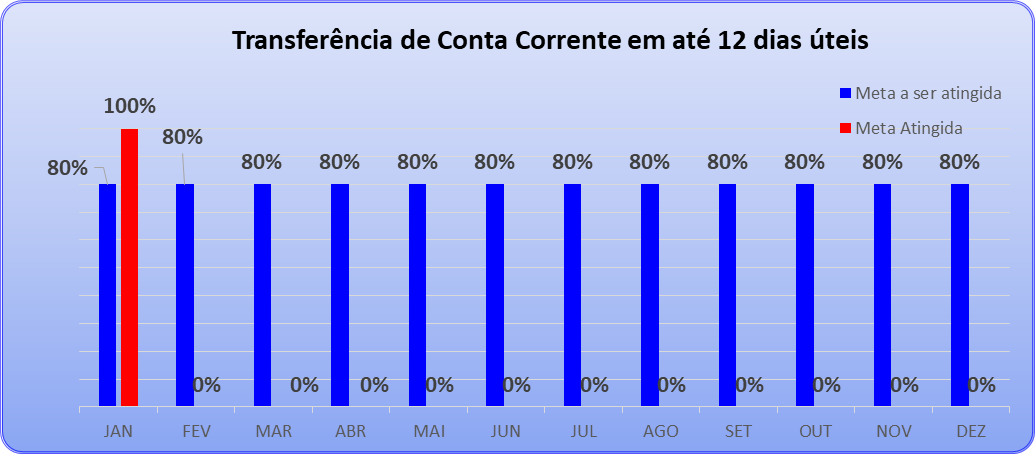 Transferência de Conta Corrente em até 12 dias úteis
Meta a ser atingida
Meta Atingida
100%
80%
80%
80% 80% 80% 80% 80% 80% 80% 80% 80% 80%
0% 0% 0% 0% 0% 0% 0% 0% 0% 0% 0%
JAN FEV MAR ABR MAI JUN JUL AGO SET OUT NOV DEZ